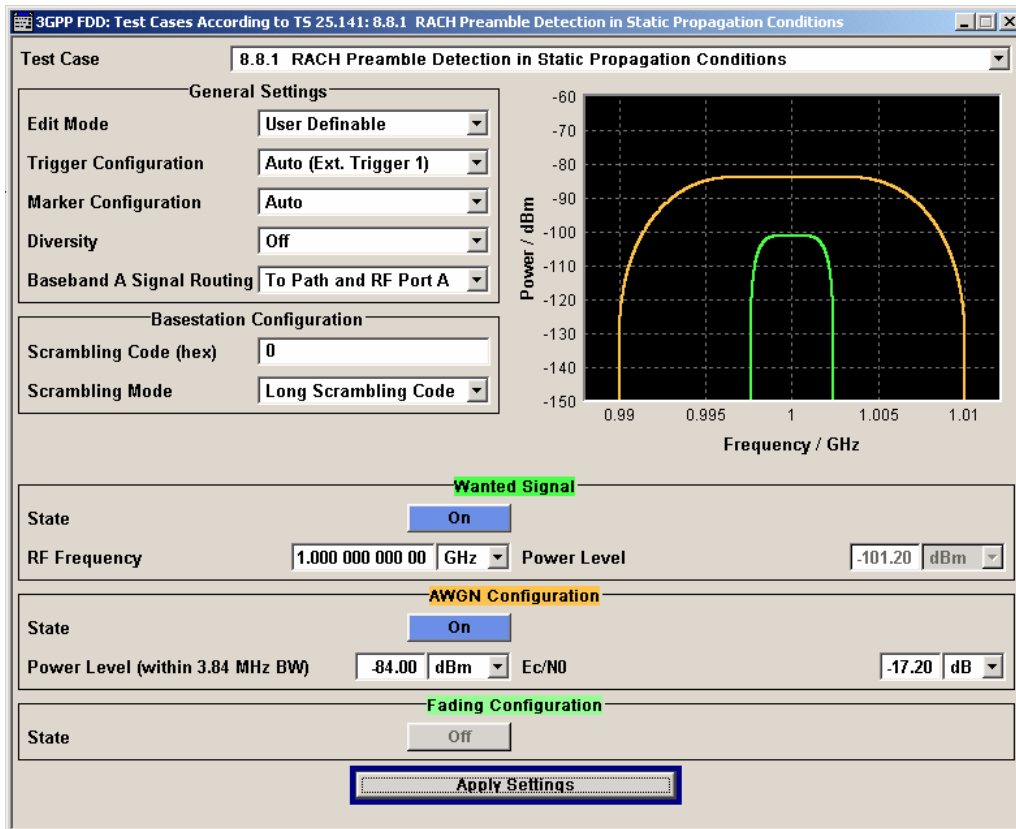 3GPP FDD: Test Cases According to TS 25.141: 8.8.1 RACH Preamble Detection in Static Propagation Conditions
Test Case 8.8.1 RACH Preamble Detection in Static Propagation Conditions
General Settings
Edit Mode User Definable
Trigger Configuration Auto (Ext. Trigger 1)
Marker Configuration Auto
Diversity Off
Baseband A Signal Routing To Path and RF Port A
Basestation Configuration
Scrambling Code (hex) 0
Scrambling Mode Long Scrambling Code
Power / dBm
-60
-70
-80
-90
-100
-110
-120
-130
-140
-150
0.99 0.995 1 1.005 1.01
Frequency / GHz
Wanted Signal
State On
RF Frequency 1.000 000 000 00 GHz Power Level -101.20 dBm
AWGN Configuration
State On
Power Level (within 3.84 MHz BW) -84.00 dBm Ec/N0 -17.20 dB
Fading Configuration
State Off
Apply Settings